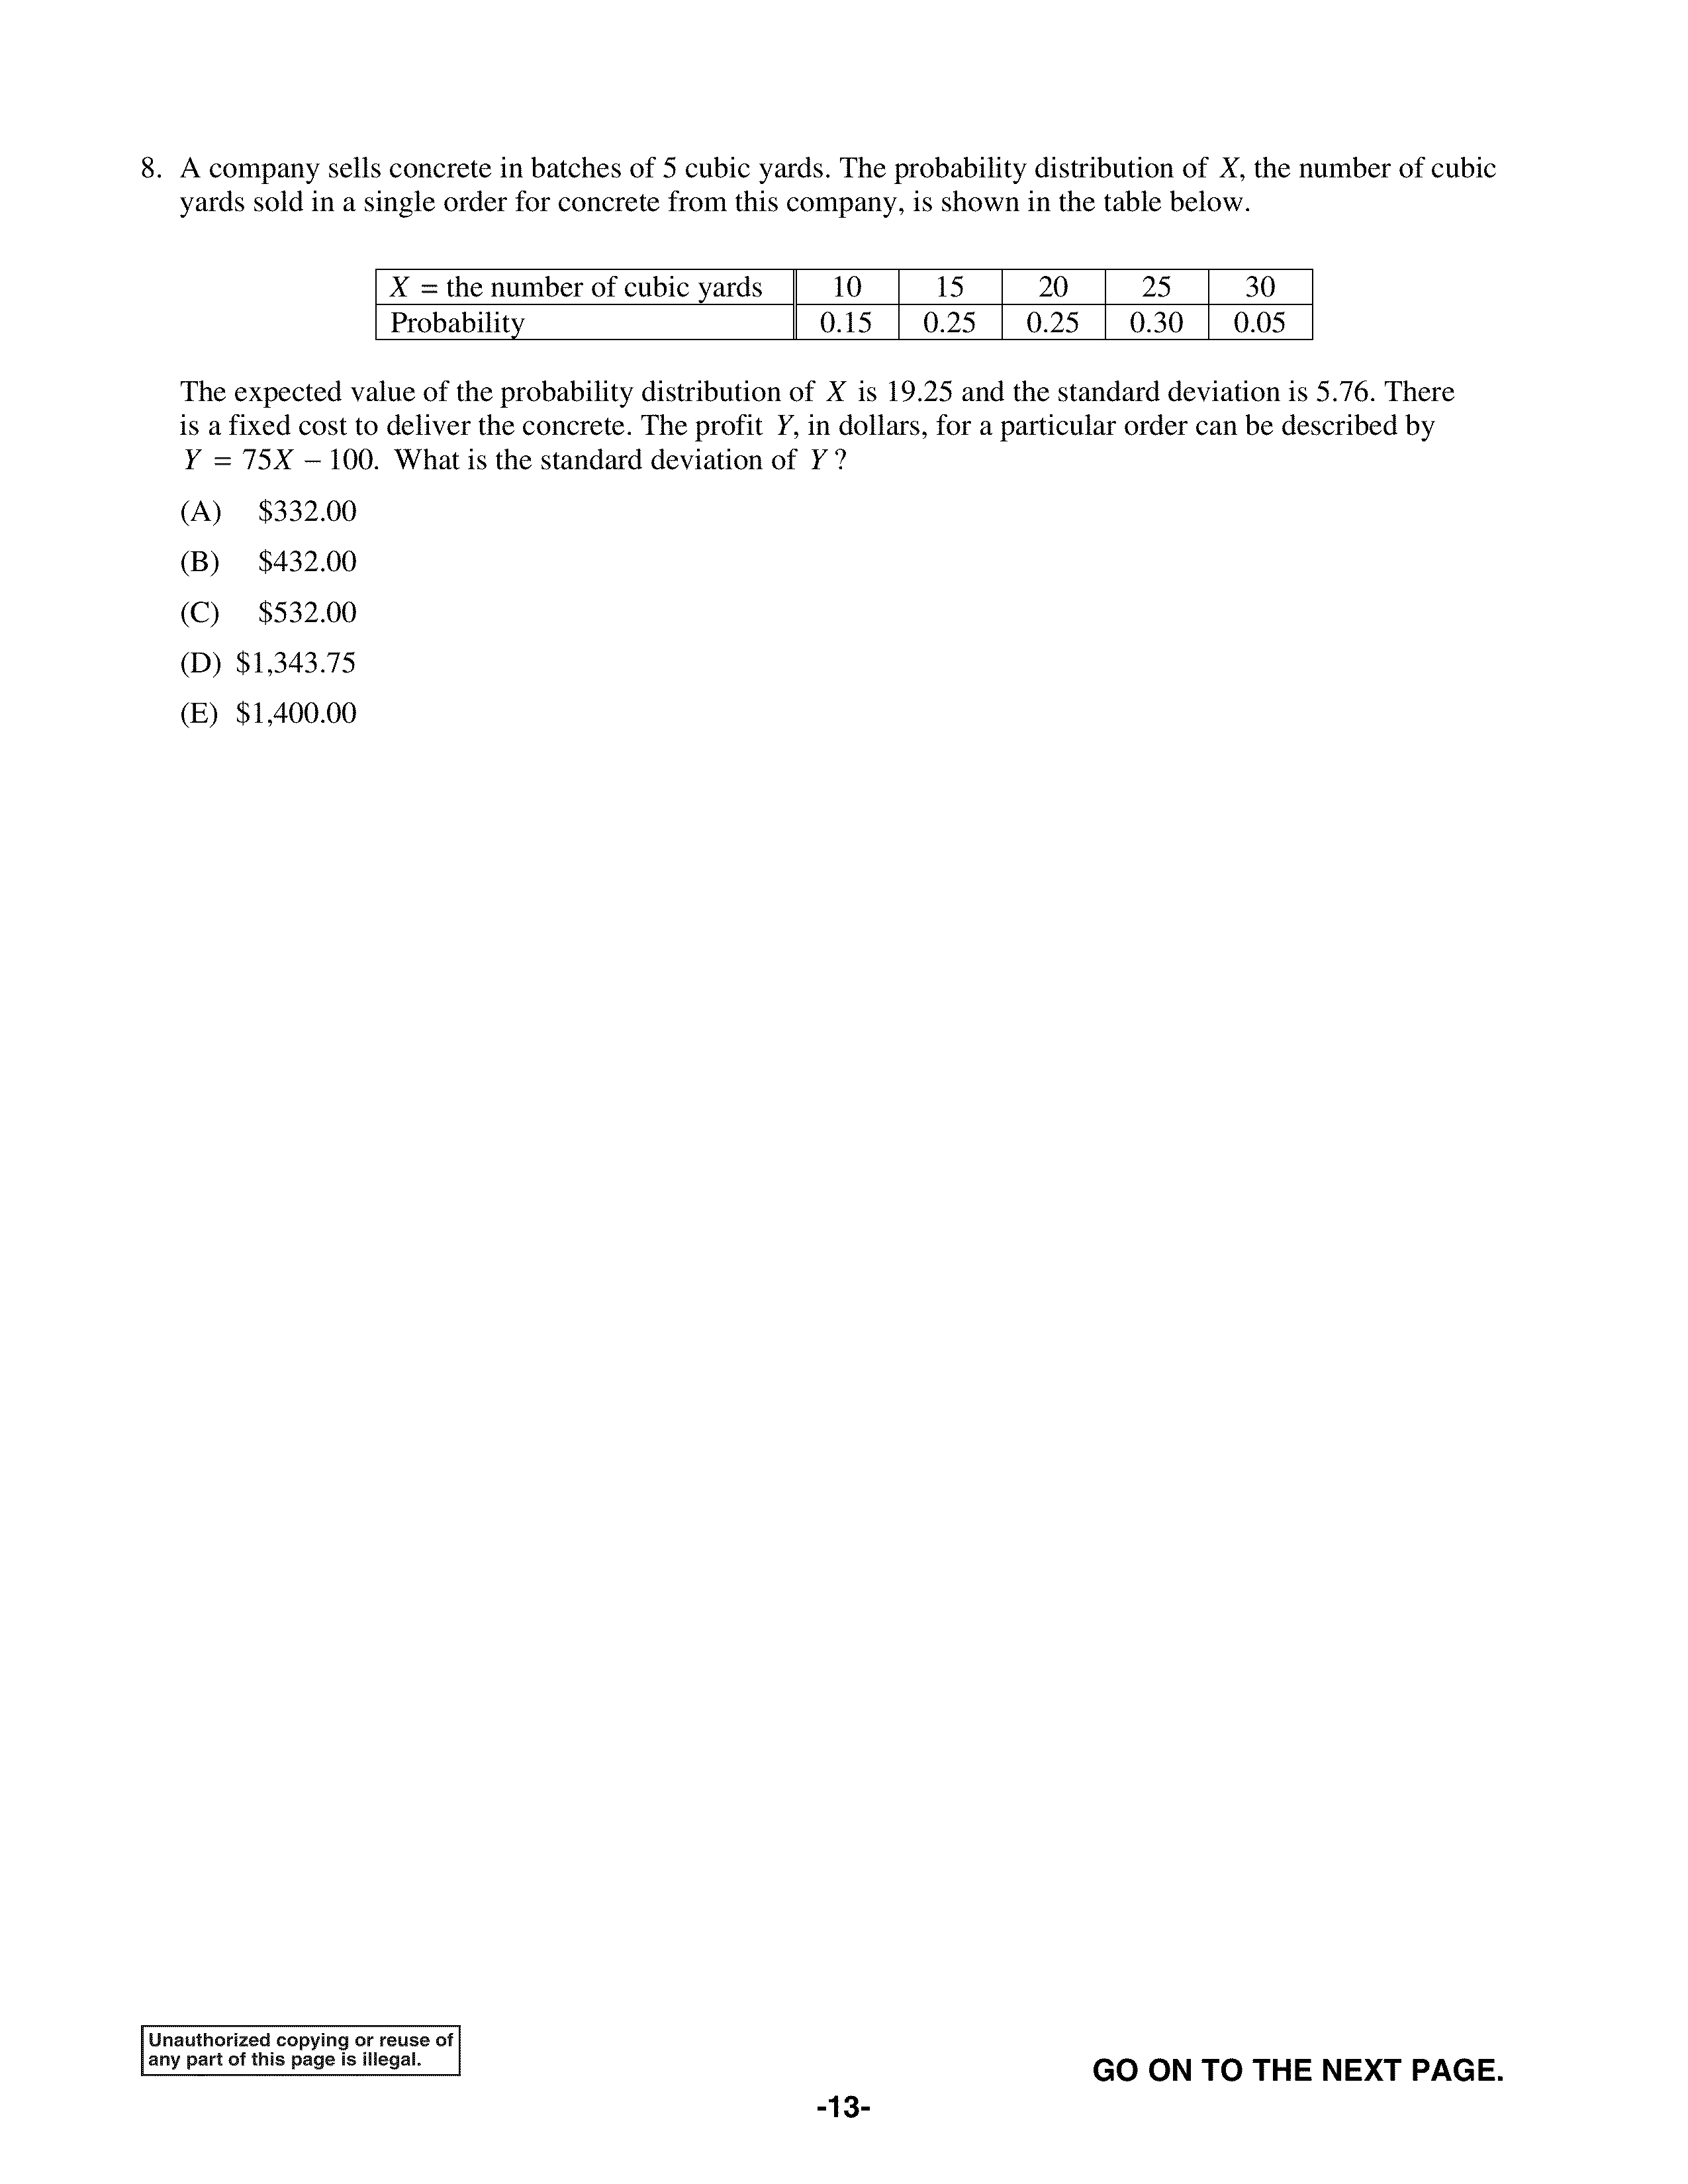 8. A company sells concrete in batches of 5 cubic yards. The probability distribution of X, the number of cubic
yards sold in a single order for concrete from this company, is shown in the table below.
X = the number of cubic yards 10 15 20 25 30
Probability 0.15 0.25 0.25 0.30 0.05
The expected value of the probability distribution of X is 19.25 and the standard deviation is 5.76. There
is a fixed cost to deliver the concrete. The profit Y, in dollars, for a particular order can be described by
Y = 75X – 100. What is the standard deviation of Y ?
(A) $332.00
(B) $432.00
(C) $532.00
(D) $1,343.75
(E) $1,400.00
Unauthorized copying or reuse of
any part of this page is illegal.
GO ON TO THE NEXT PAGE.
-13-